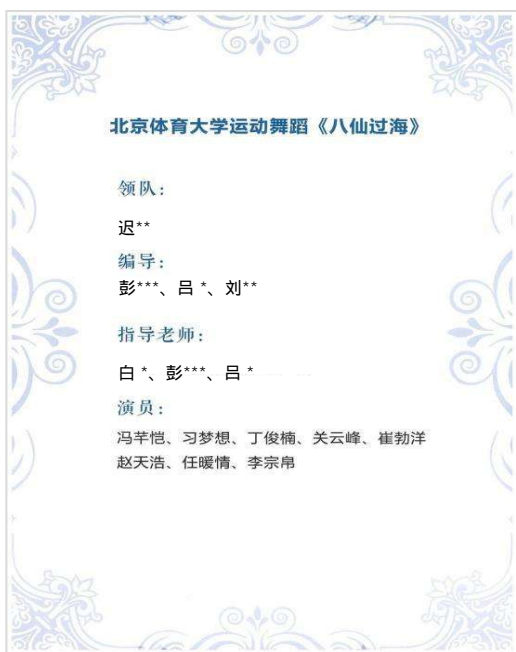 北京体育大学运动舞蹈《八仙过海》
领队：
迟**
编导：
彭***、吕 *、刘**
指导老师：
白 *、彭***、吕 *
演员：
冯芊恺、习梦想、丁俊楠、关云峰、崔勃洋
赵天浩、任暖情、李宗帛